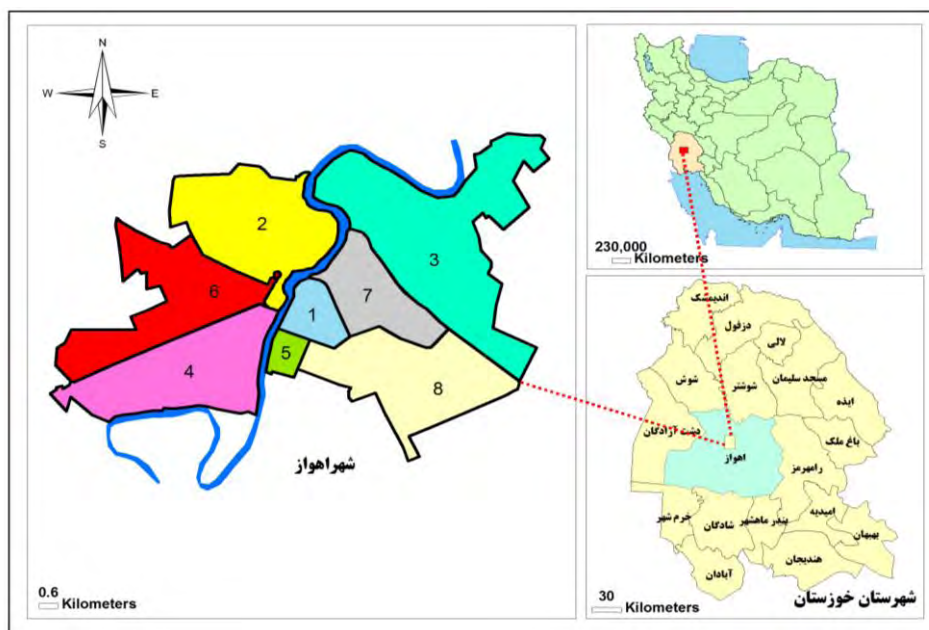 N
W E
S
2
3
6
7
1
4
5
8
شهراهواز
0.6
Kilometers
230,000
Kilometers
اندیمشک
دزفول
لالی
شوش
شوشتر
مسجد سلیمان
ایذه
دشت آزادگان
باغ ملک
اهواز
رامهرمز
خرم شهر
شادگان
بندر ماهشهر
امیدیه
بهبهان
هندیجان
آبادان
30
Kilometers
شهرستان خوزستان